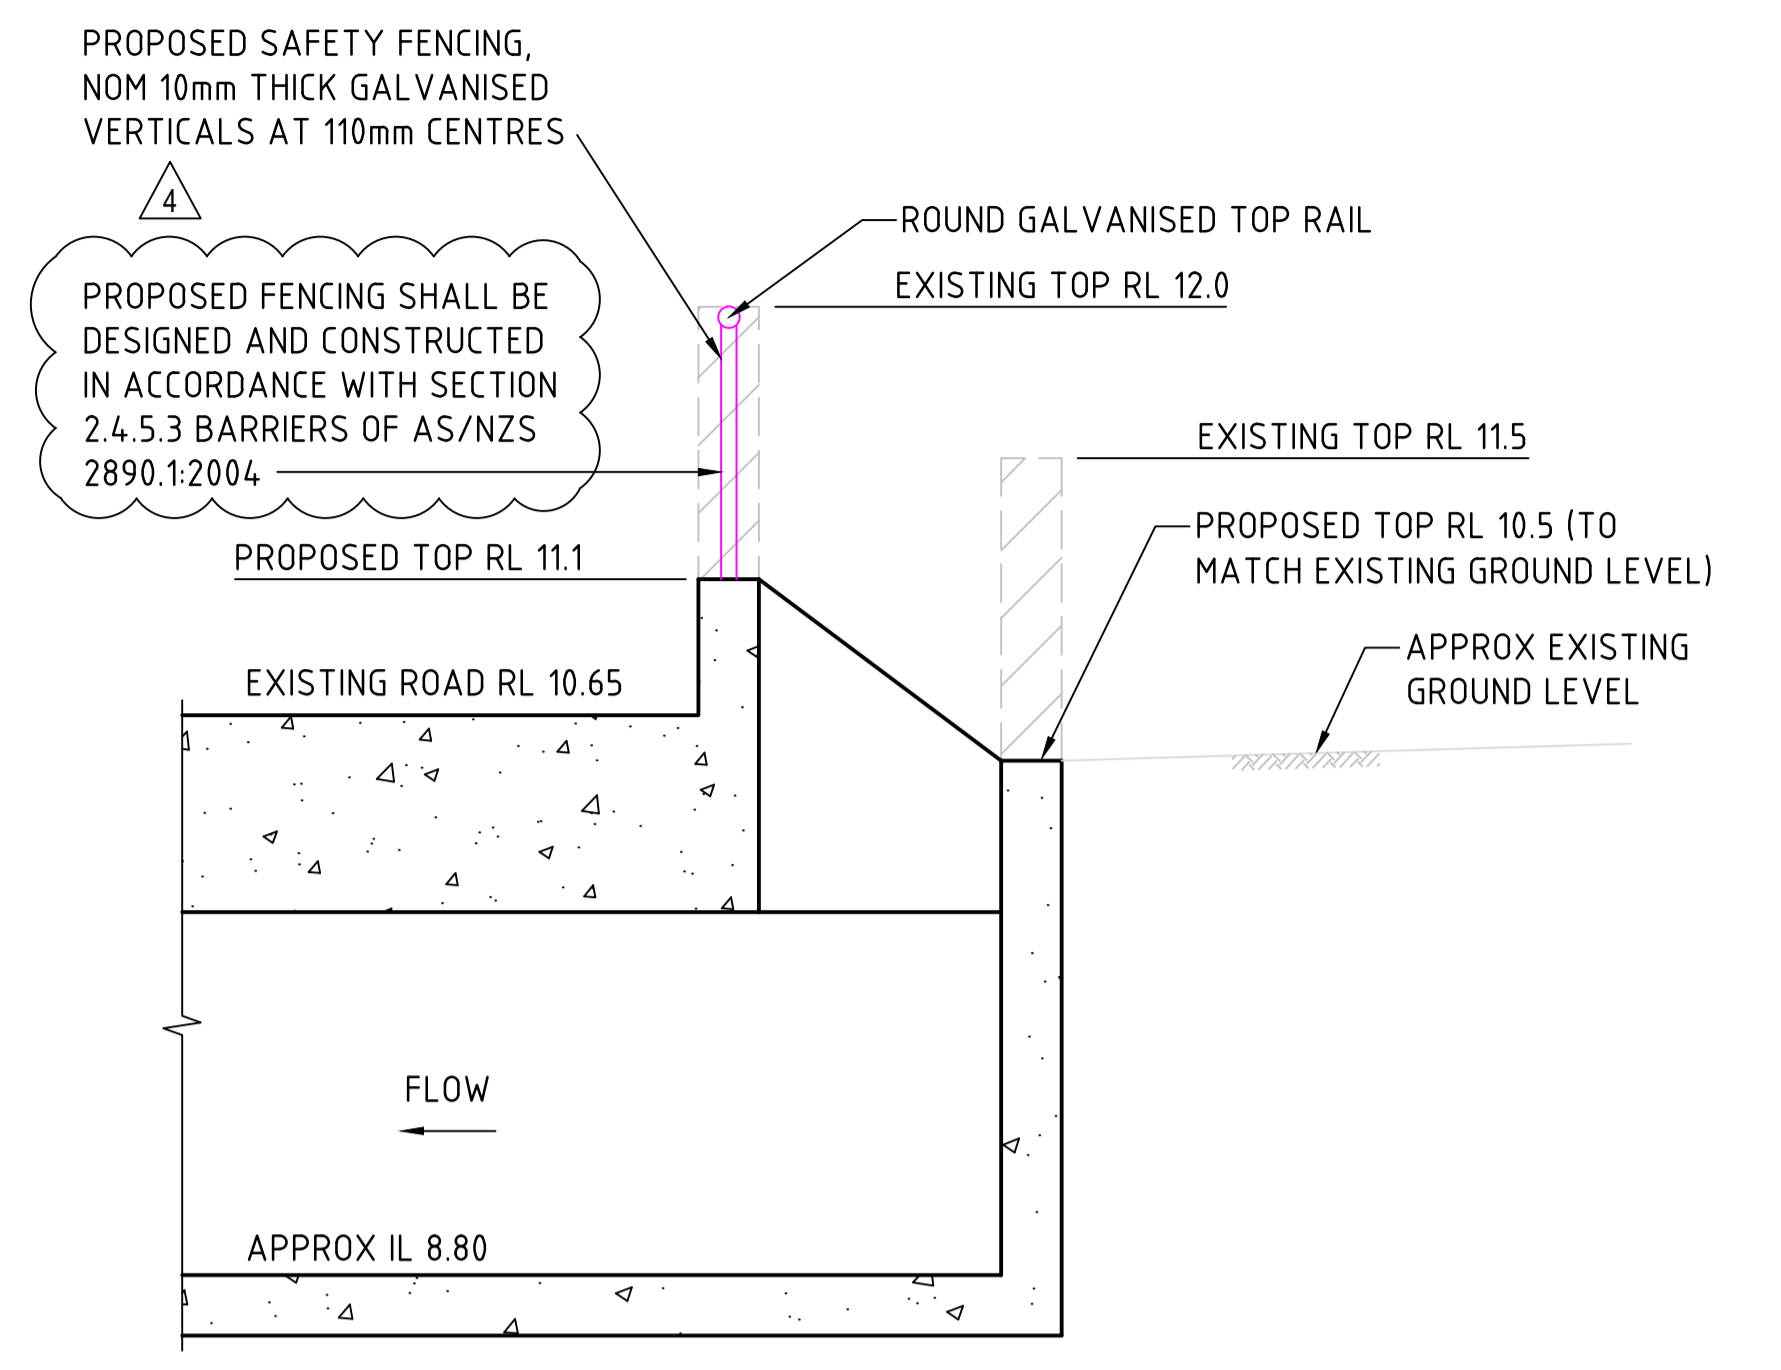 PROPOSED SAFETY FENCING,
NOM 10mm THICK GALVANISED
VERTICALS AT 110mm CENTRES
4
PROPOSED FENCING SHALL BE
DESIGNED AND CONSTRUCTED
IN ACCORDANCE WITH SECTION
2.4.5.3 BARRIERS OF AS/NZS
2890.1:2004
ROUND GALVANISED TOP RAIL
EXISTING TOP RL 12.0
EXISTING TOP RL 11.5
PROPOSED TOP RL 10.5 (TO
MATCH EXISTING GROUND LEVEL)
PROPOSED TOP RL 11.1
APPROX EXISTING
GROUND LEVEL
EXISTING ROAD RL 10.65
FLOW
APPROX IL 8.80